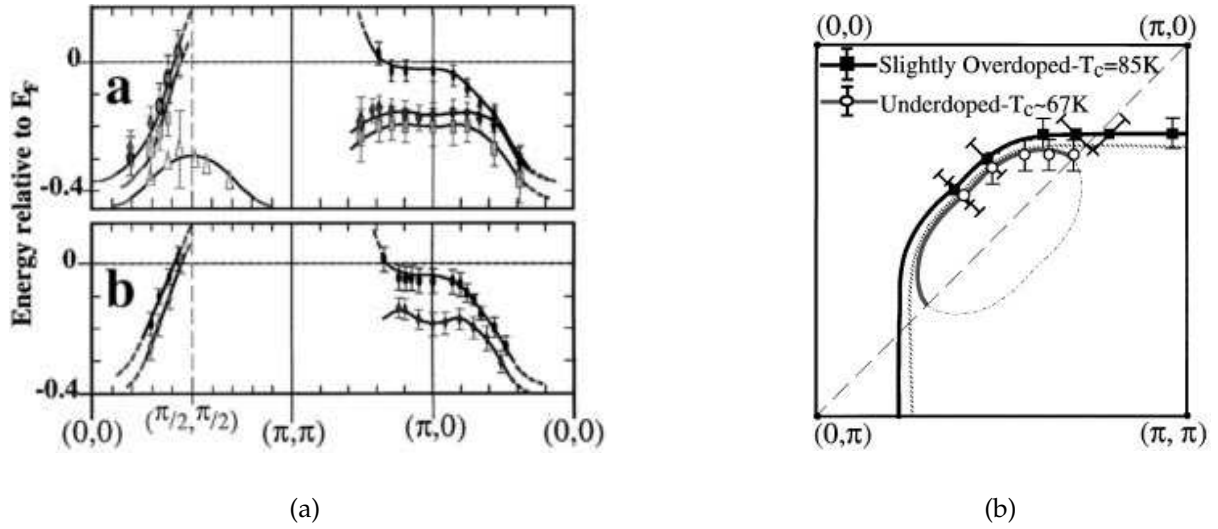 Energy relative to E_F
0
a
-0.4
0
b
-0.4
(0,0)
(π/2,π/2)
(π,π)
(π,0)
(0,0)
(a)
(0,0)
(π,0)
Slightly Overdoped-T_c=85K
Underdoped-T_c~67K
(0,π)
(π, π)
(b)